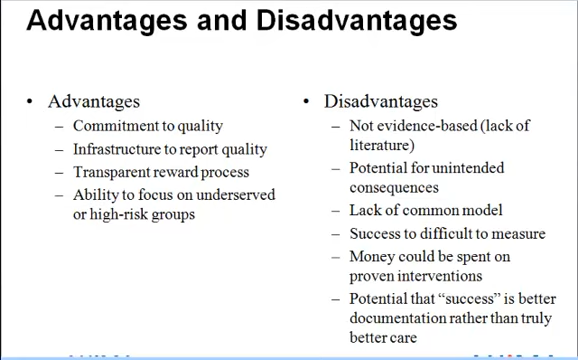 Advantages and Disadvantages
• Advantages
– Commitment to quality
– Infrastructure to report quality
– Transparent reward process
– Ability to focus on underserved
or high-risk groups
• Disadvantages
– Not evidence-based (lack of
literature)
– Potential for unintended
consequences
– Lack of common model
– Success to difficult to measure
– Money could be spent on
proven interventions
– Potential that “success” is better
documentation rather than truly
better care